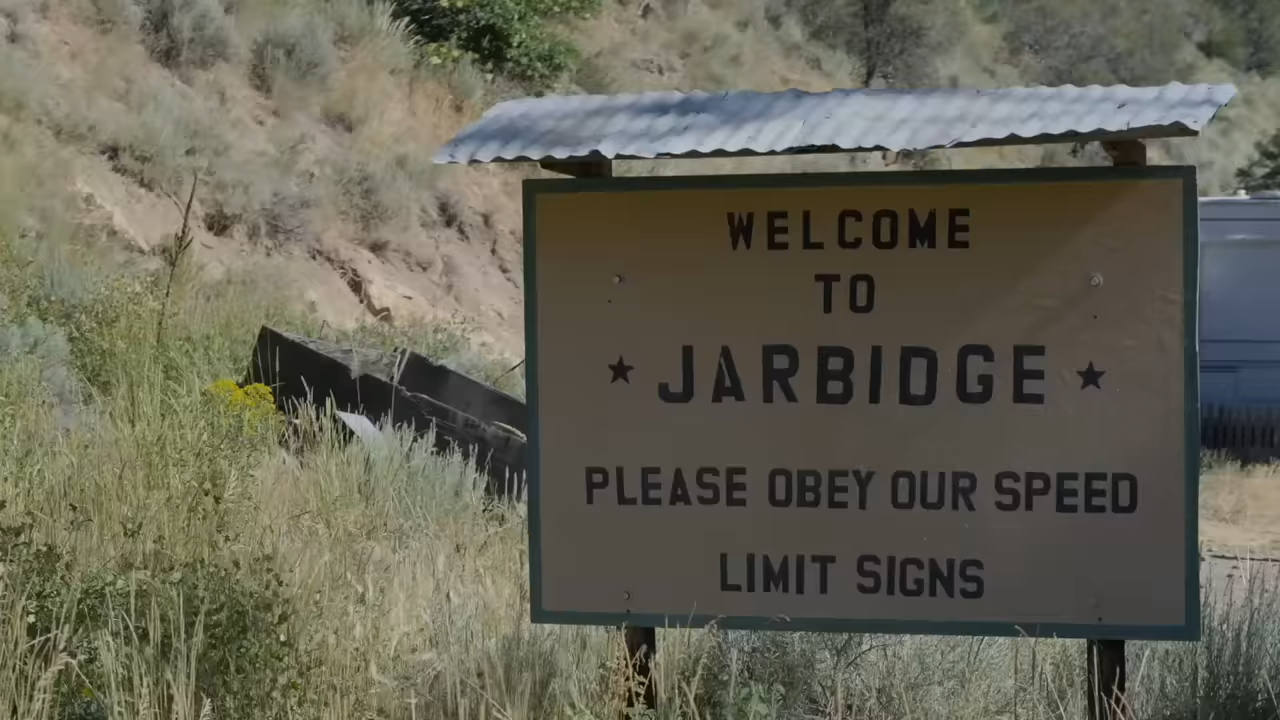 WELCOME
TO
★ JARBIDGE ★
PLEASE OBEY OUR SPEED
LIMIT SIGNS